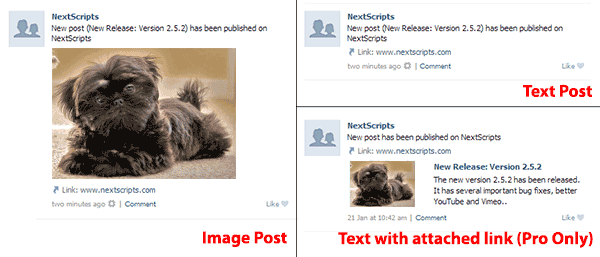 NextScripts
New post (New Release: Version 2.5.2) has been published on
NextScripts
Link: www.nextscripts.com
two minutes ago | Comment
Like
Image Post
NextScripts
New post (New Release: Version 2.5.2) has been published on
NextScripts
Link: www.nextscripts.com
two minutes ago | Comment
Like
Text Post
NextScripts
New post has been published on NextScripts
Link: www.nextscripts.com
New Release: Version 2.5.2
The new version 2.5.2 has been released.
It has several important bug fixes, better
YouTube and Vimeo..
21 Jan at 10:42 am | Comment
Like
Text with attached link (Pro Only)